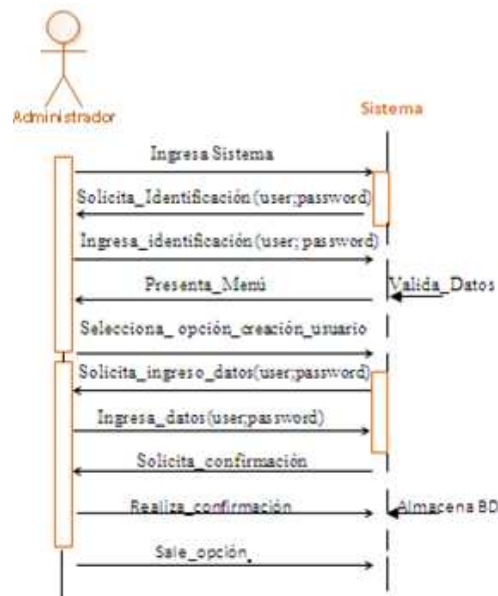 Administrador
Sistema
Ingresa Sistema
Solicita_Identificación(user;password)
Ingresa_identificación(user; password)
Presenta_Menú
Valida_Datos
Selecciona_ opción_creación_usuario
Solicita_ingreso_datos(user;password)
Ingresa_datos(user;password)
Solicita_confirmación
Realiza_confirmación
Almacena BD
Sale_opción